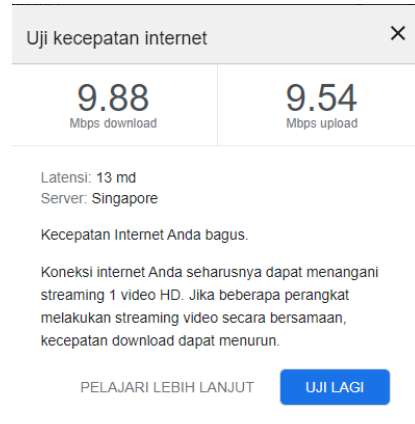 Uji kecepatan internet
9.88
Mbps download
9.54
Mbps upload
Latensi: 13 md
Server: Singapore
Kecepatan Internet Anda bagus.
Koneksi internet Anda seharusnya dapat menangani
streaming 1 video HD. Jika beberapa perangkat
melakukan streaming video secara bersamaan,
kecepatan download dapat menurun.
PELAJARI LEBIH LANJUT
UJI LAGI